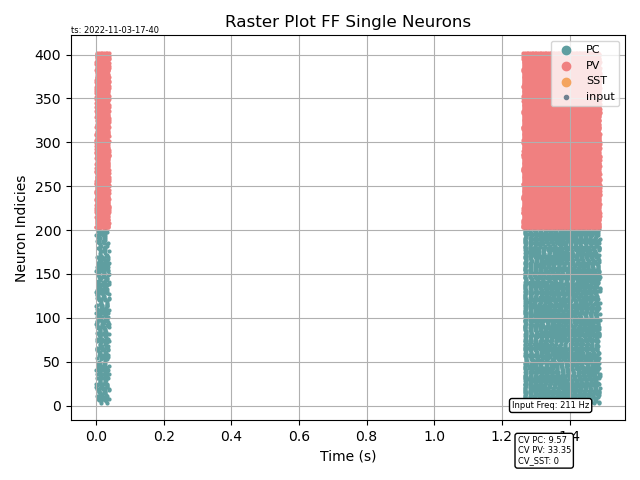 Raster Plot FF Single Neurons
ts: 2022-11-03-17-40
PC
PV
SST
input
400
350
300
250
200
150
100
50
0
Neuron Indicies
Input Freq: 211 Hz
0.0 0.2 0.4 0.6 0.8 1.0 1.2 1.4
Time (s)
CV PC: 9.57
CV PV: 33.35
CV_SST: 0